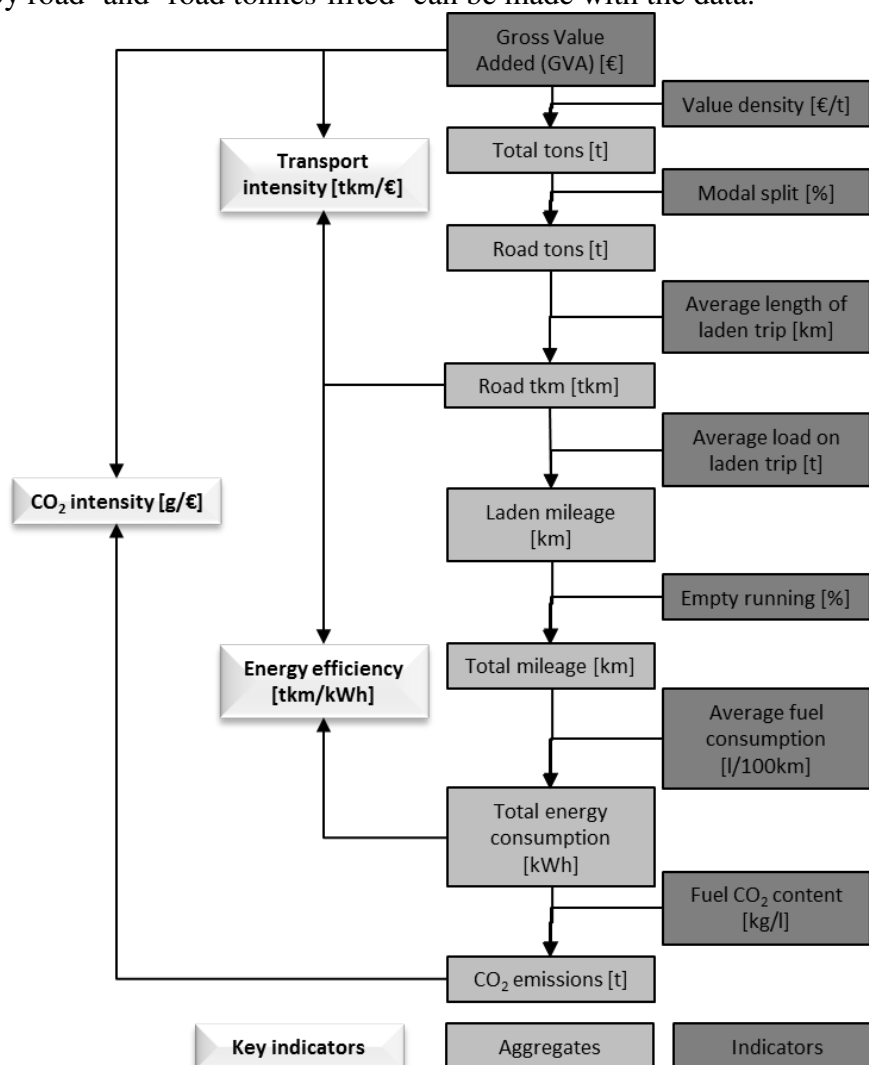 by road" and "road tonnes-lifted" can be made with the data.
Gross Value
Added (GVA) [€]
Value density [€/t]
Total tons [t]
Transport
intensity [tkm/€]
Modal split [%]
Road tons [t]
Average length of
laden trip [km]
Road tkm [tkm]
Average load on
laden trip [t]
CO₂ intensity [g/€]
Laden mileage
[km]
Empty running [%]
Total mileage [km]
Energy efficiency
[tkm/kWh]
Average fuel
consumption
[l/100km]
Total energy
consumption
[kWh]
Fuel CO₂ content
[kg/l]
CO₂ emissions [t]
Key indicators
Aggregates
Indicators